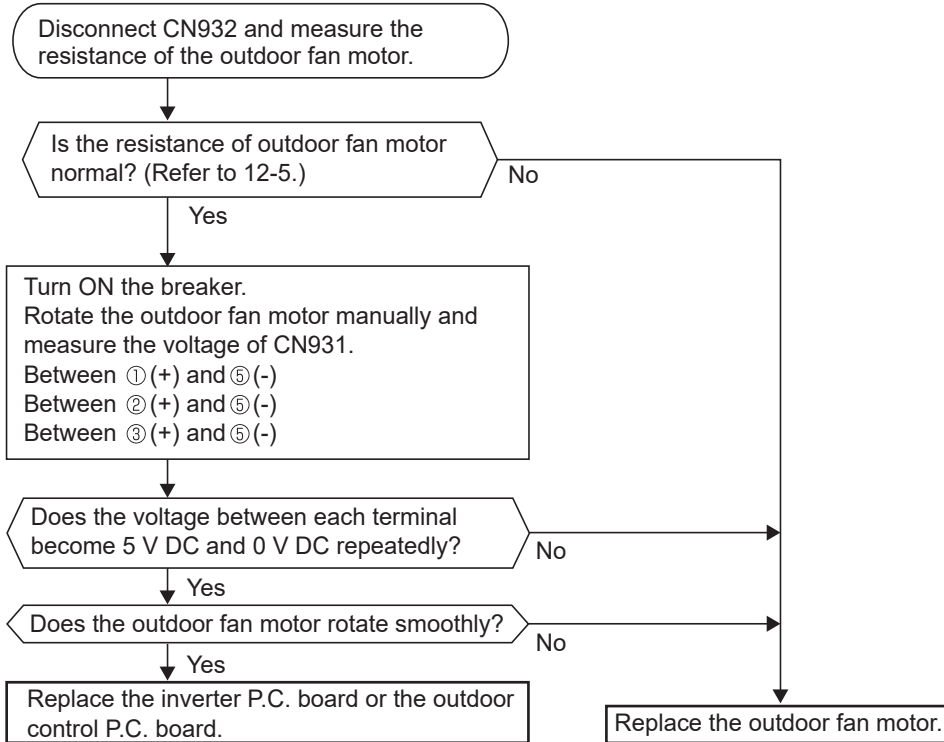 Disconnect CN932 and measure the
resistance of the outdoor fan motor.
Is the resistance of outdoor fan motor
normal? (Refer to 12-5.)
No
Yes
Turn ON the breaker.
Rotate the outdoor fan motor manually and
measure the voltage of CN931.
Between ①(+) and ⑤(-)
Between ②(+) and ⑤(-)
Between ③(+) and ⑤(-)
Does the voltage between each terminal
become 5 V DC and 0 V DC repeatedly?
No
Yes
Does the outdoor fan motor rotate smoothly?
No
Yes
Replace the inverter P.C. board or the outdoor
control P.C. board.
Replace the outdoor fan motor.